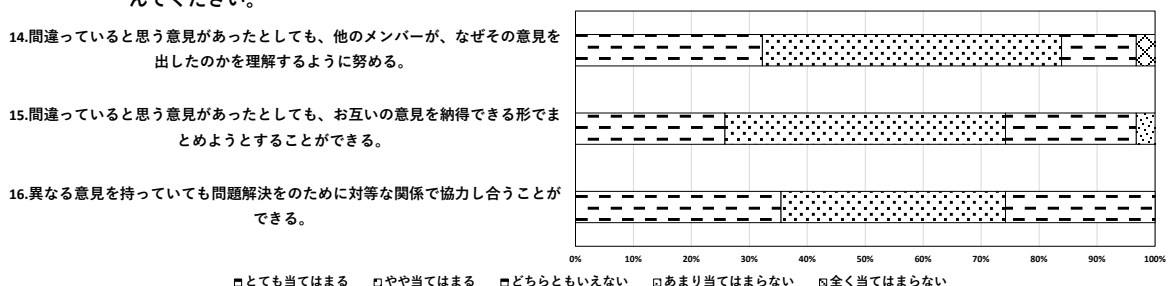 んでください。
14.間違っていると思う意見があったとしても、他のメンバーが、なぜその意見を
出したのかを理解するように努める。
15.間違っていると思う意見があったとしても、お互いの意見を納得できる形でま
とめようとすることができる。
16.異なる意見を持っていても問題解決をのために対等な関係で協力し合うことが
できる。
0% 10% 20% 30% 40% 50% 60% 70% 80% 90% 100%
とても当てはまる やや当てはまる どちらともいえない あまり当てはまらない 全く当てはまらない